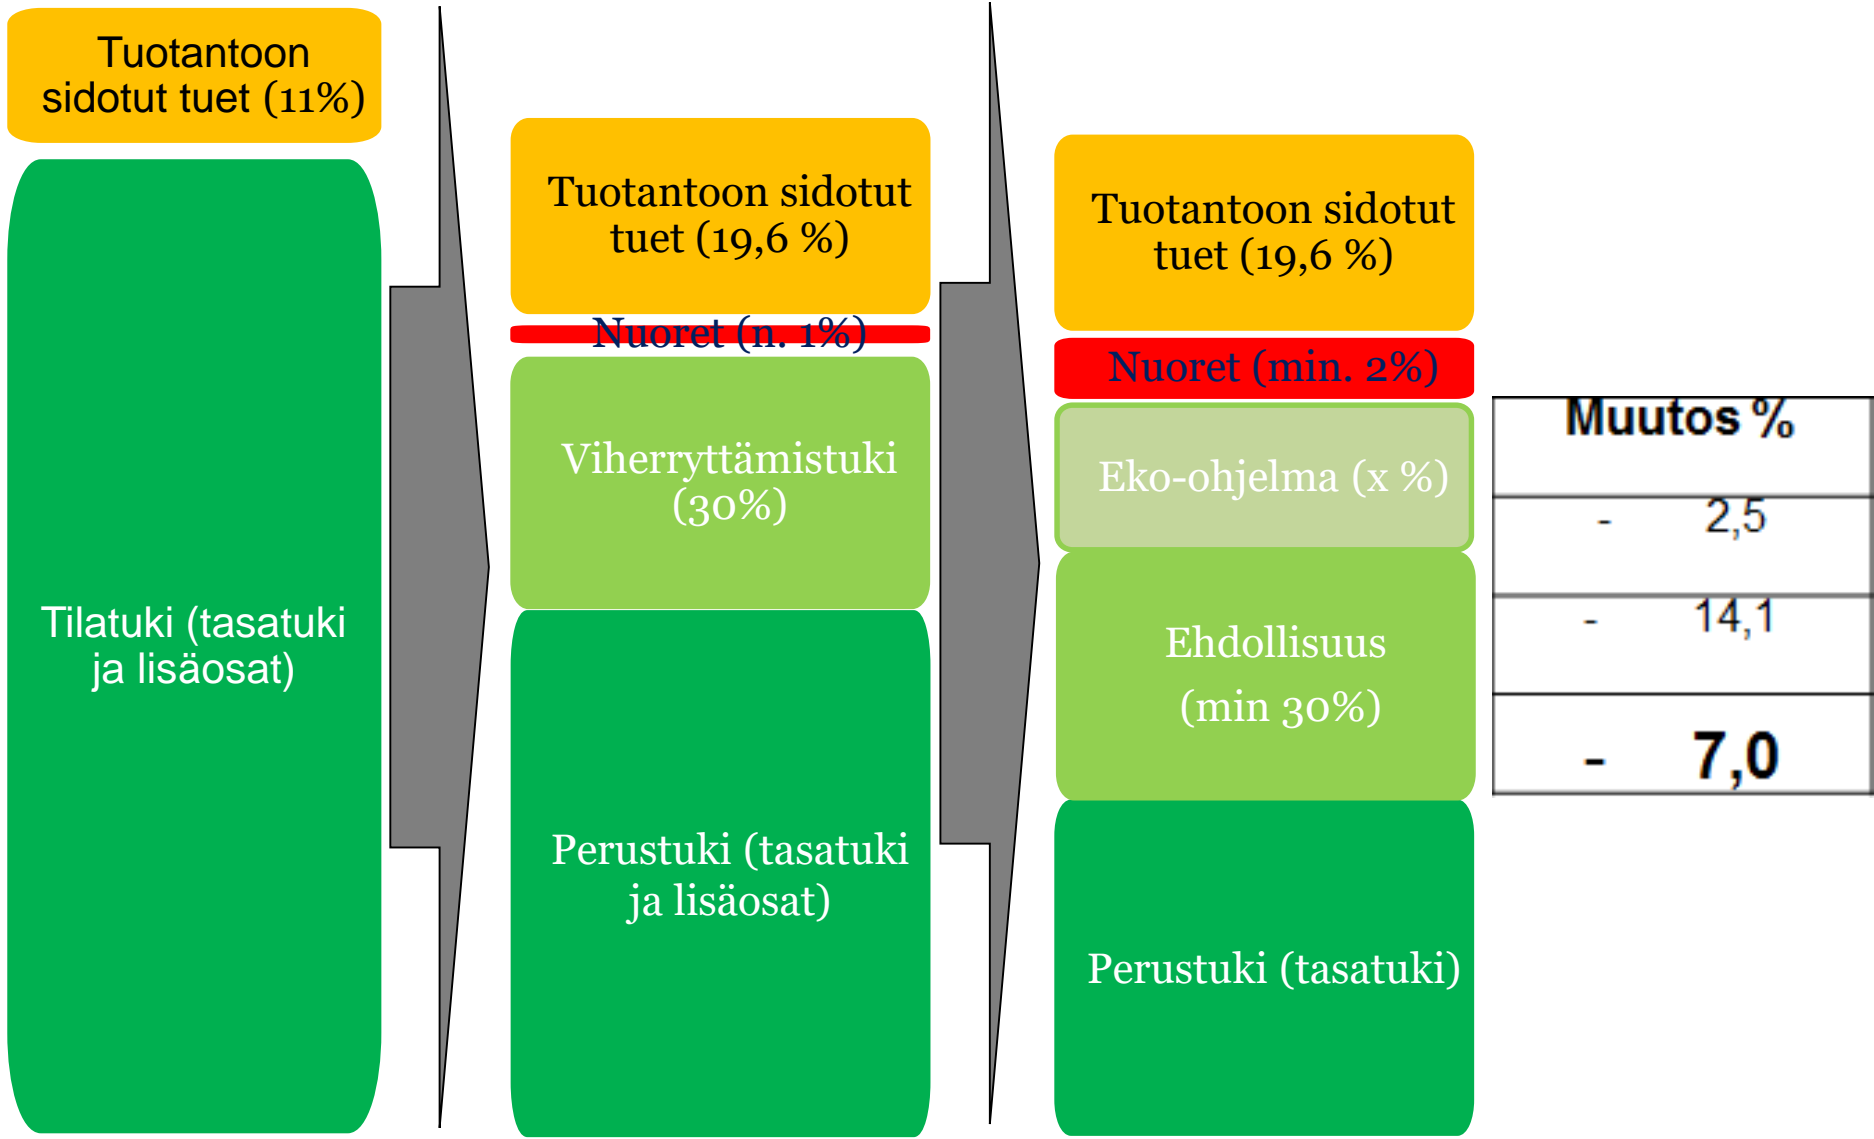 Tuotantoon
sidotut tuet (11%)
Tilatuki (tasatuki
ja lisäosat)
Tuotantoon sidotut
tuet (19,6 %)
Nuoret (n. 1%)
Viherryttämistuki
(30%)
Perustuki (tasatuki
ja lisäosat)
Tuotantoon sidotut
tuet (19,6 %)
Nuoret (min. 2%)
Eko-ohjelma (x %)
Ehdollisuus
(min 30%)
Perustuki (tasatuki)
Muutos %
- 2,5
- 14,1
- 7,0